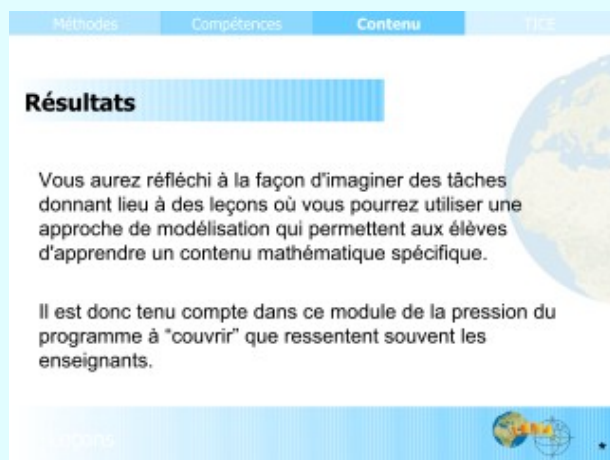 Méthodes Compétences Contenu TICE
Résultats
Vous aurez réfléchi à la façon d'imaginer des tâches
donnant lieu à des leçons où vous pourrez utiliser une
approche de modélisation qui permettent aux élèves
d'apprendre un contenu mathématique spécifique.
Il est donc tenu compte dans ce module de la pression du
programme à “couvrir” que ressentent souvent les
enseignants.